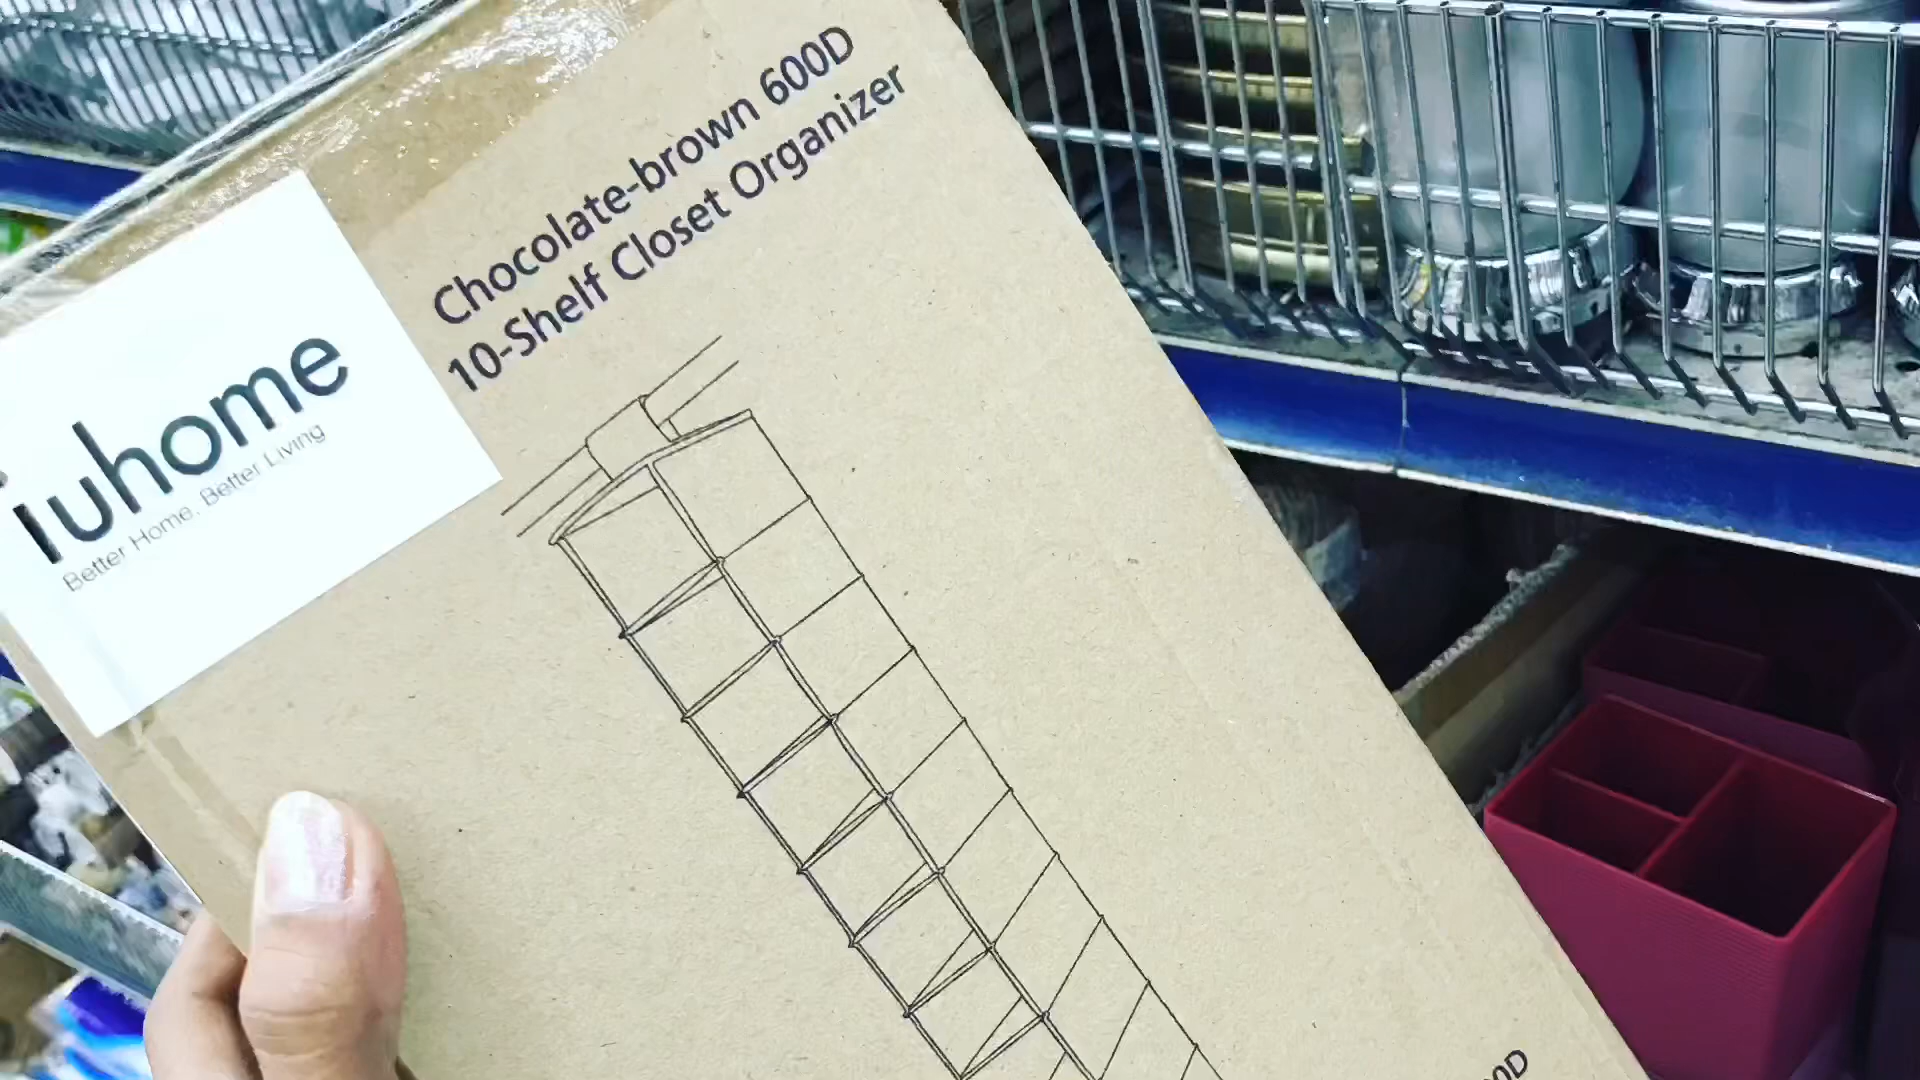 Chocolate-brown 600D
10-Shelf Closet Organizer
iuhome
Better Home, Better Living